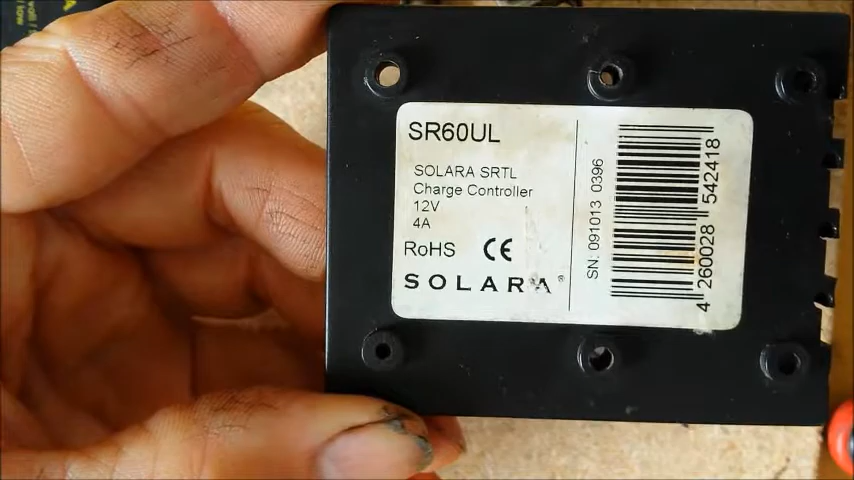 SR60UL
SOLARA SRTL
Charge Controller
12V
4A
RoHS CE
SOLARA®
SN: 091013 0396
4 260028 542418